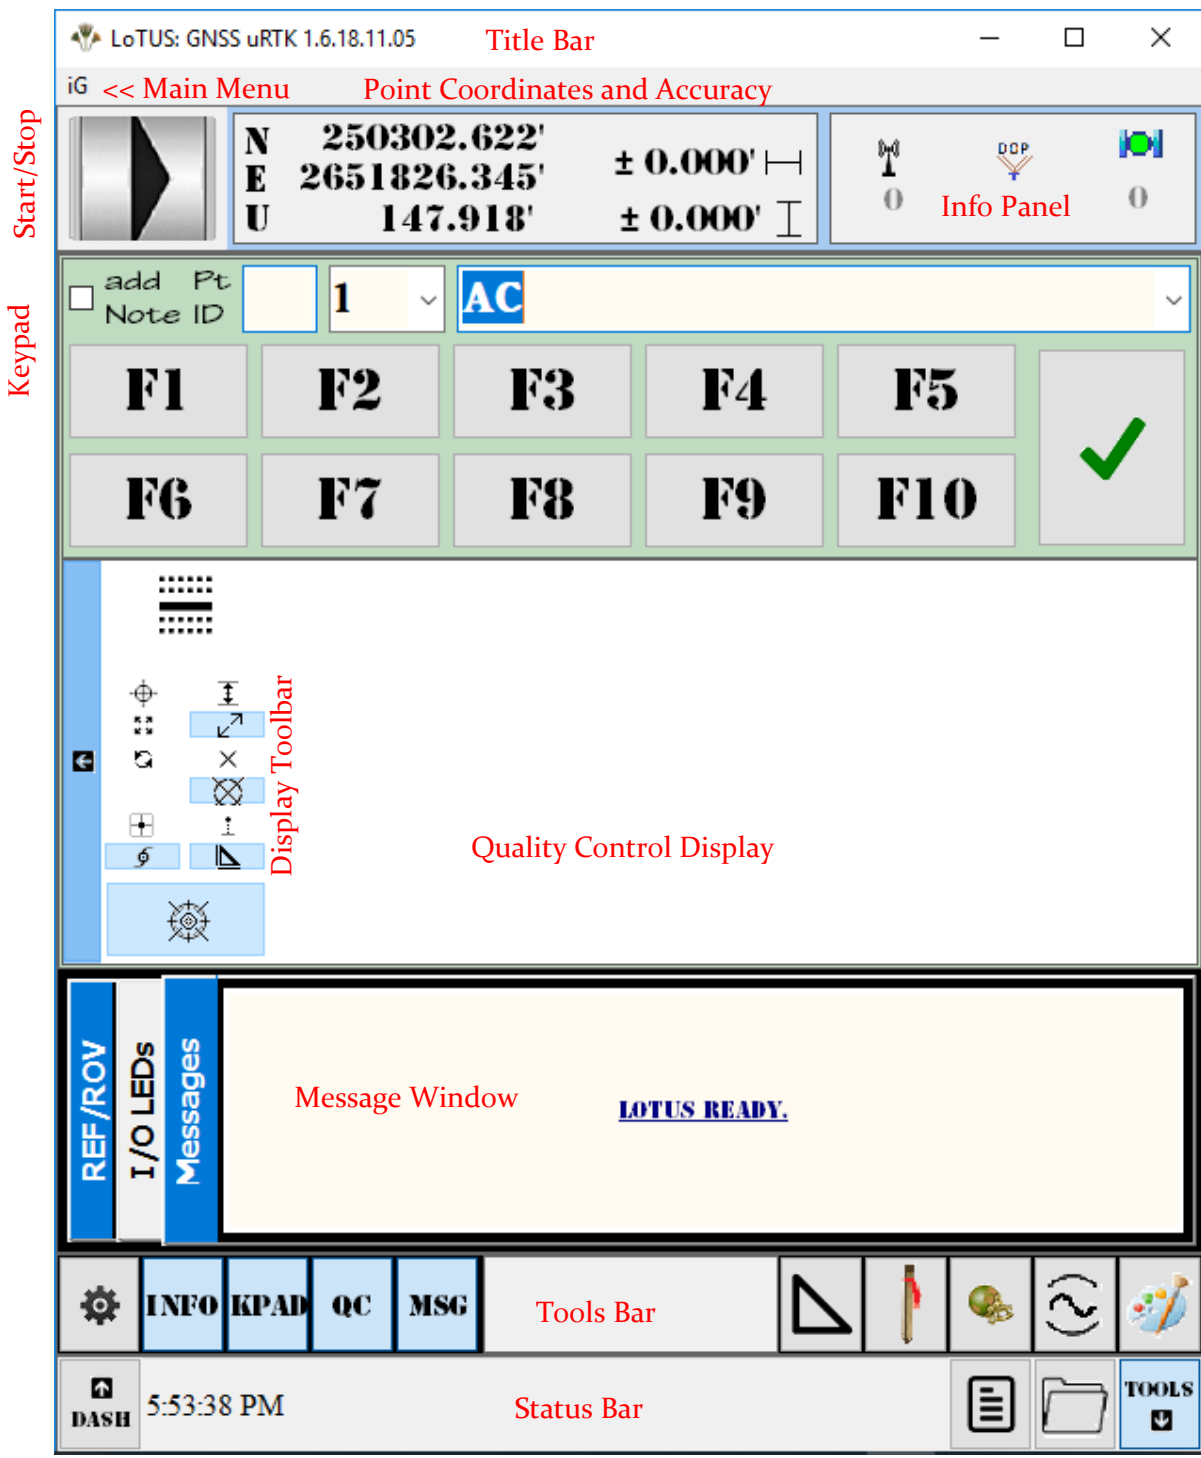 LoTUS: GNSS uRTK 1.6.18.11.05 Title Bar
iG << Main Menu Point Coordinates and Accuracy
Start/Stop
N 250302.622'
E 2651826.345' ± 0.000'
U 147.918' ± 0.000'
DOP
0 Info Panel 0
Keypad
add Pt
Note ID
1 AC
F1 F2 F3 F4 F5
F6 F7 F8 F9 F10
Display Toolbar
Quality Control Display
REF/ROV
I/O LEDs
Messages
Message Window LOTUS READY.
INFO KPAD QC MSG Tools Bar
DASH 5:53:38 PM Status Bar TOOLS